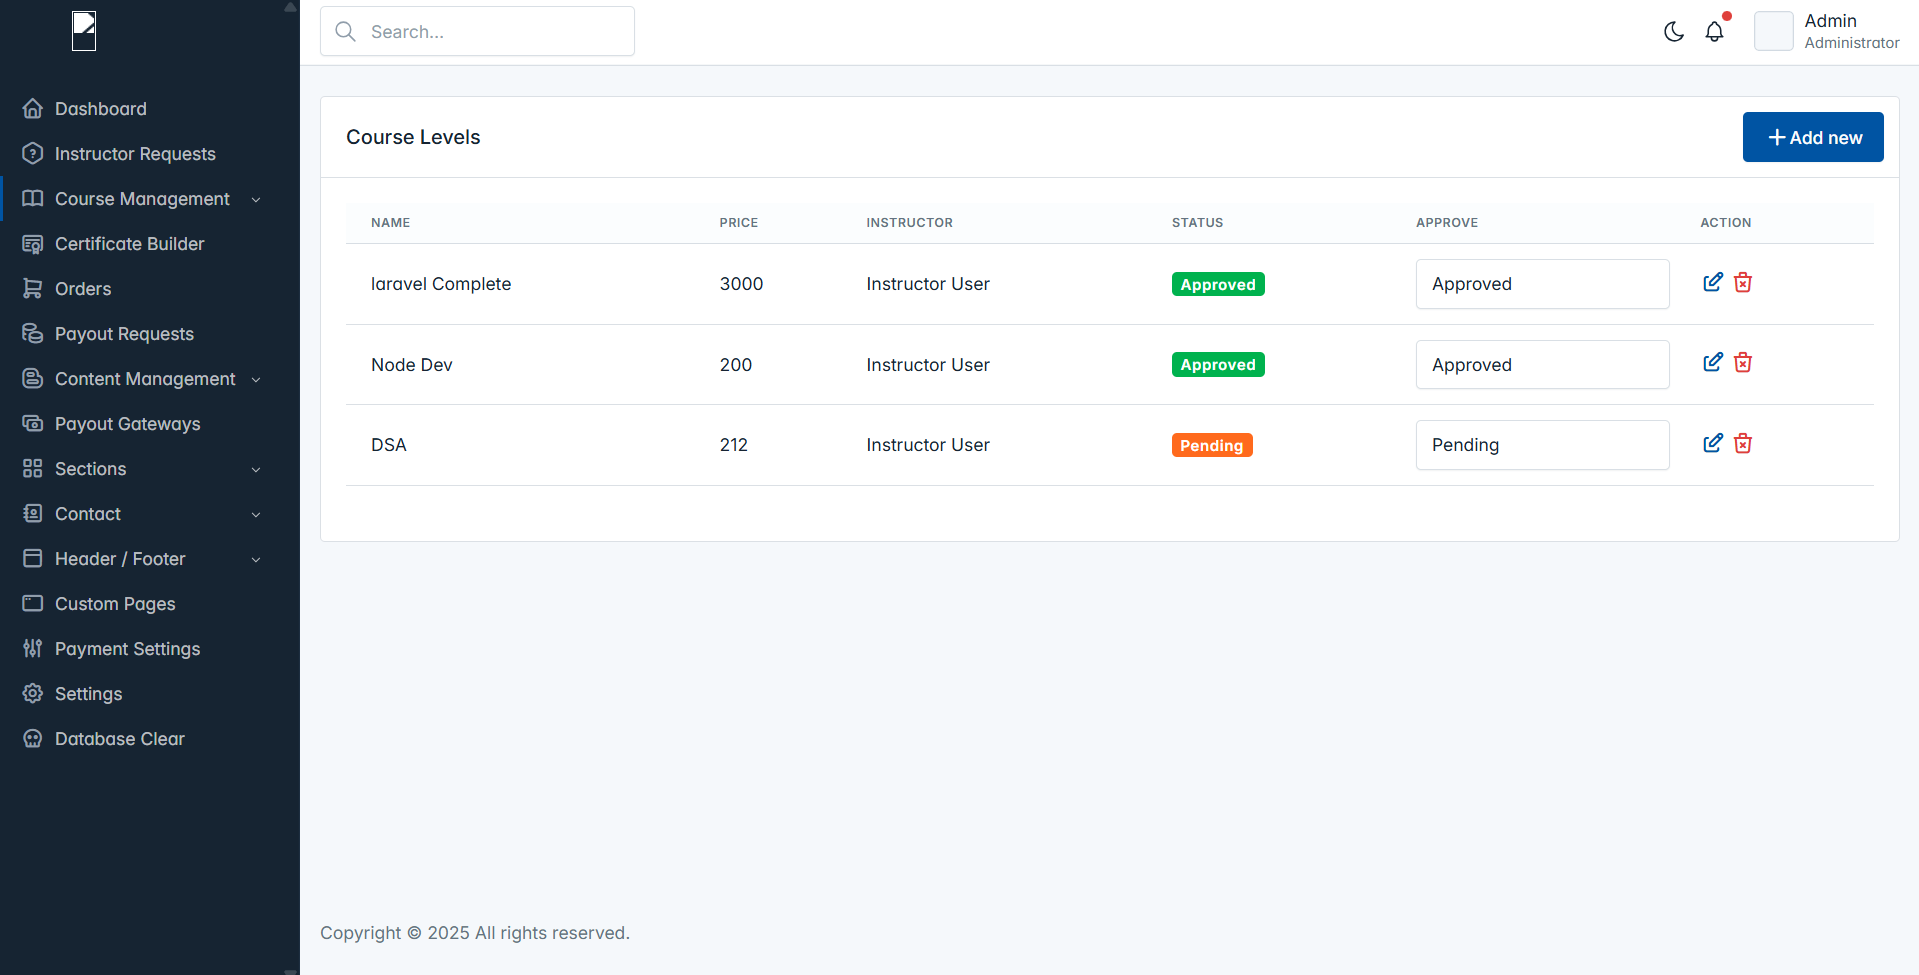 Search...
Admin
Administrator
Dashboard
Instructor Requests
Course Management
Certificate Builder
Orders
Payout Requests
Content Management
Payout Gateways
Sections
Contact
Header / Footer
Custom Pages
Payment Settings
Settings
Database Clear
Course Levels
Add new
NAME PRICE INSTRUCTOR STATUS APPROVE ACTION
laravel Complete 3000 Instructor User Approved Approved
Node Dev 200 Instructor User Approved Approved
DSA 212 Instructor User Pending Pending
Copyright © 2025 All rights reserved.